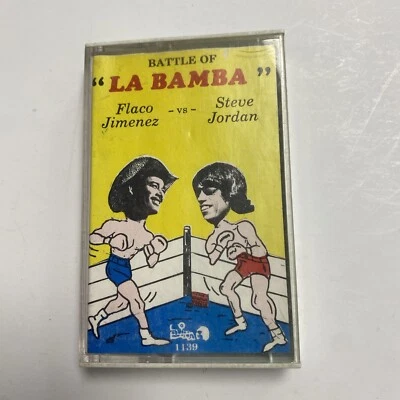 BATTLE OF
“LA BAMBA”
Flaco Jimenez
- vs -
Steve Jordan
1139